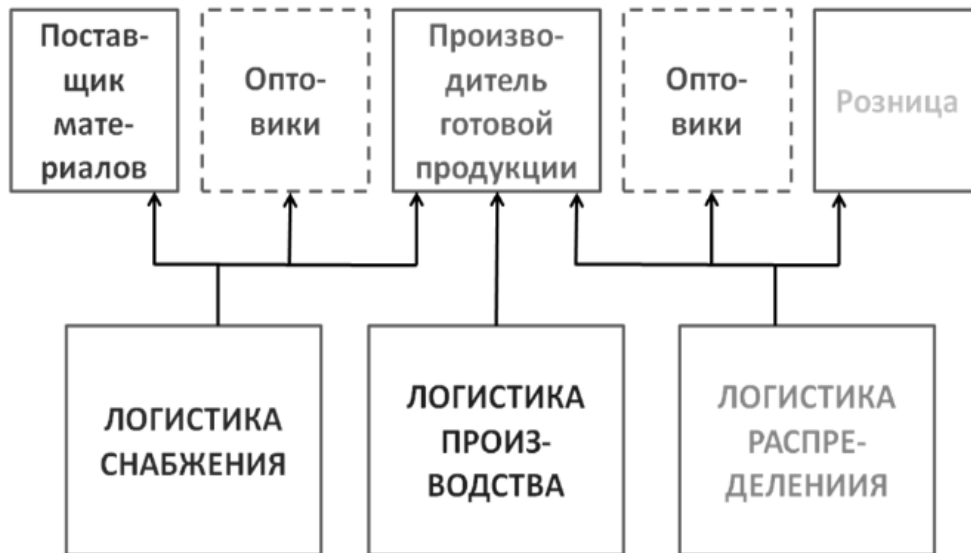 Постав-
щик
мате-
риалов
Опто-
вики
Произво-
дитель
готовой
продукции
Опто-
вики
Розница
ЛОГИСТИКА
СНАБЖЕНИЯ
ЛОГИСТИКА
ПРОИЗ-
ВОДСТВА
ЛОГИСТИКА
РАСПРЕ-
ДЕЛЕНИИЯ